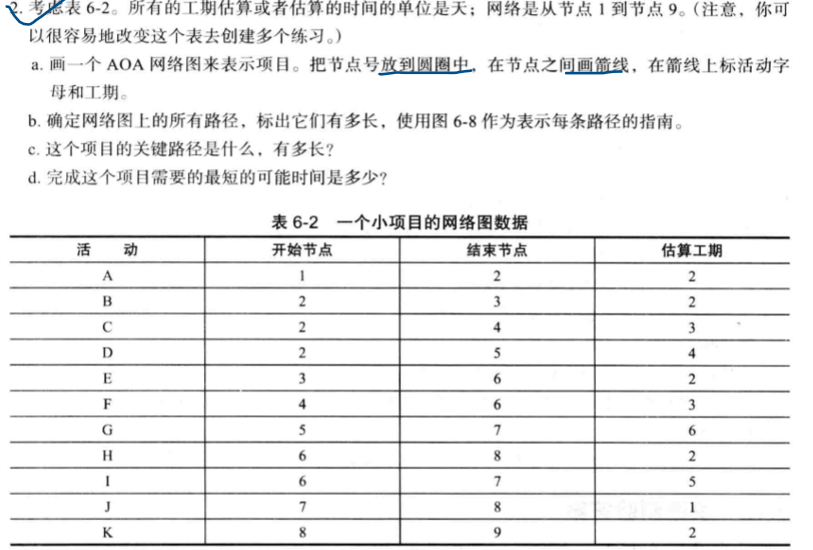 2. 考虑表 6-2。所有的工期估算或者估算的时间的单位是天；网络是从节点 1 到节点 9。（注意，你可
以很容易地改变这个表去创建多个练习。）
a. 画一个 AOA 网络图来表示项目。把节点号放到圆圈中，在节点之间画箭线，在箭线上标活动字
母和工期。
b. 确定网络图上的所有路径，标出它们有多长，使用图 6-8 作为表示每条路径的指南。
c. 这个项目的关键路径是什么，有多长？
d. 完成这个项目需要的最短的可能时间是多少？
表 6-2 一个小项目的网络图数据
活 动 开始节点 结束节点 估算工期
A 1 2 2
B 2 3 2
C 2 4 3
D 2 5 4
E 3 6 2
F 4 6 3
G 5 7 6
H 6 8 2
I 6 7 5
J 7 8 1
K 8 9 2